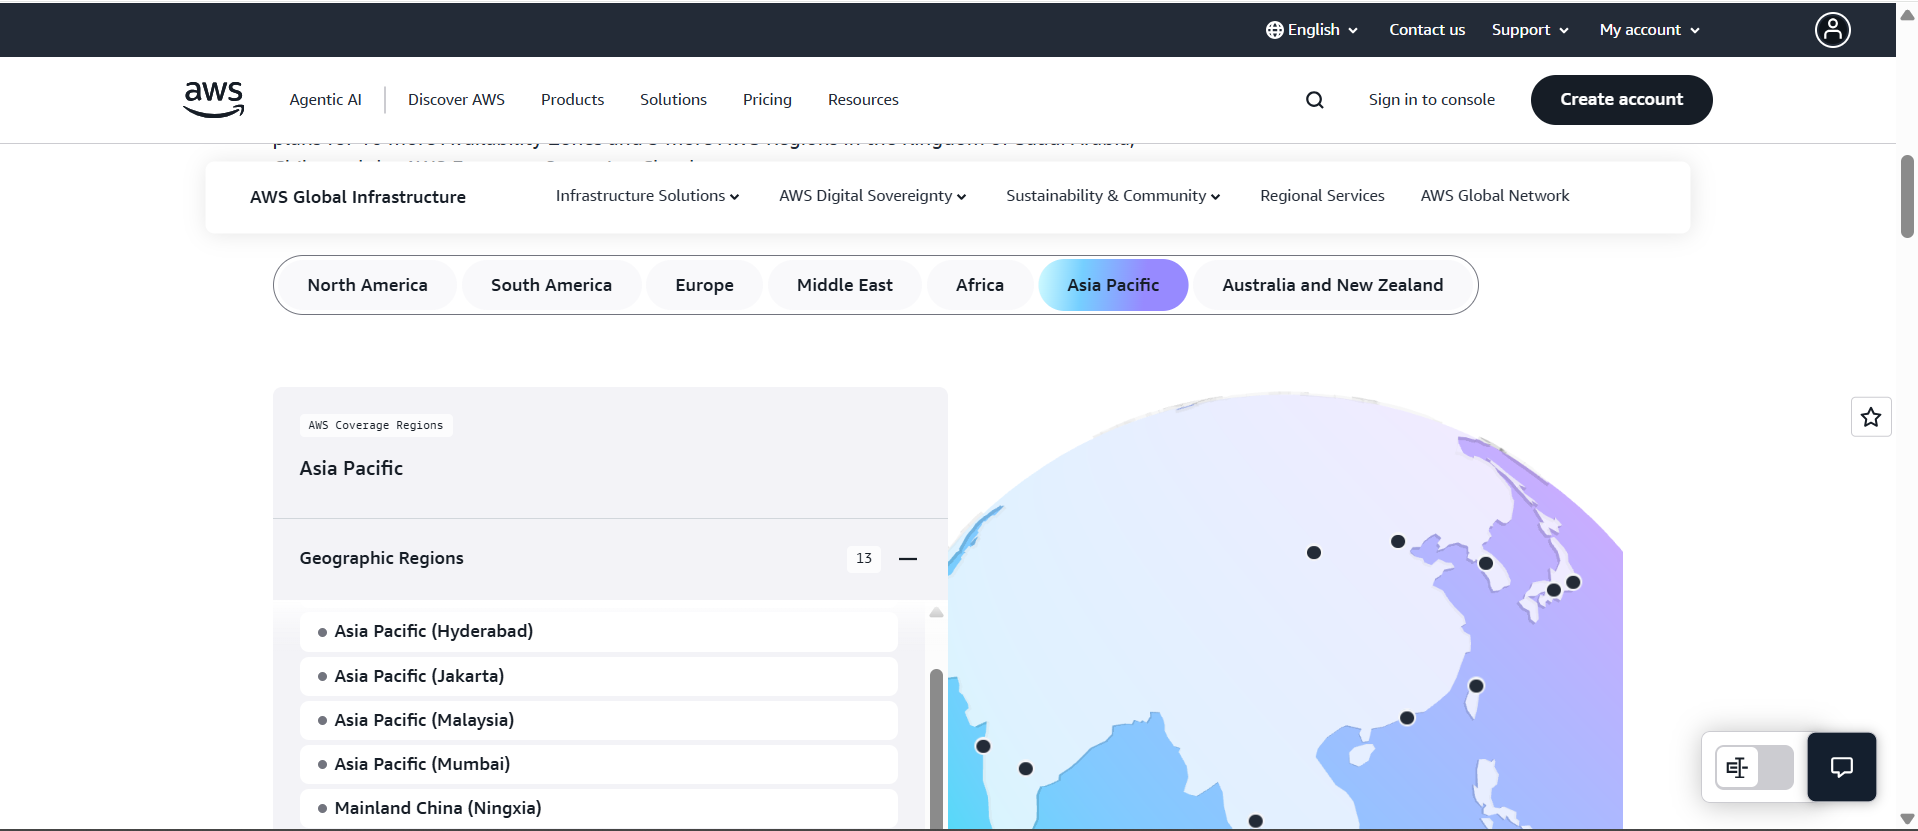 English
Contact us
Support
My account
aws
Agentic AI
Discover AWS
Products
Solutions
Pricing
Resources
Sign in to console
Create account
AWS Global Infrastructure
Infrastructure Solutions
AWS Digital Sovereignty
Sustainability & Community
Regional Services
AWS Global Network
North America
South America
Europe
Middle East
Africa
Asia Pacific
Australia and New Zealand
AWS Coverage Regions
Asia Pacific
Geographic Regions
13
Asia Pacific (Hyderabad)
Asia Pacific (Jakarta)
Asia Pacific (Malaysia)
Asia Pacific (Mumbai)
Mainland China (Ningxia)